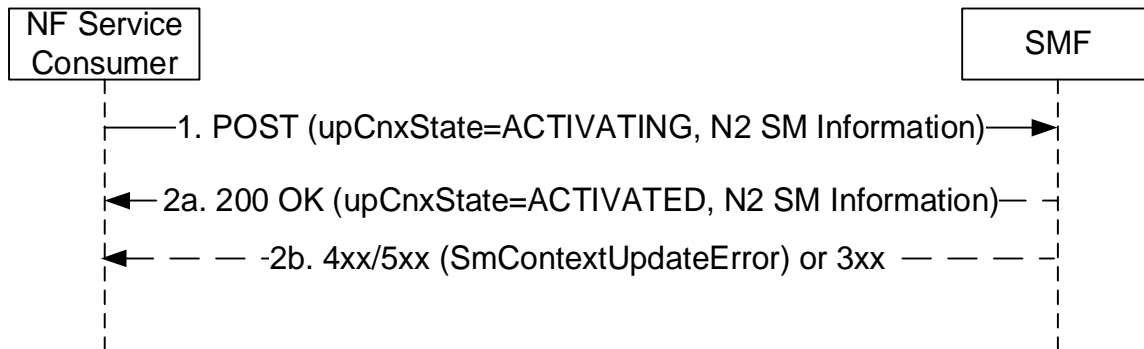 NF Service
Consumer
SMF
1. POST (upCnxState=ACTIVATING, N2 SM Information)
2a. 200 OK (upCnxState=ACTIVATED, N2 SM Information)
2b. 4xx/5xx (SmContextUpdateError) or 3xx